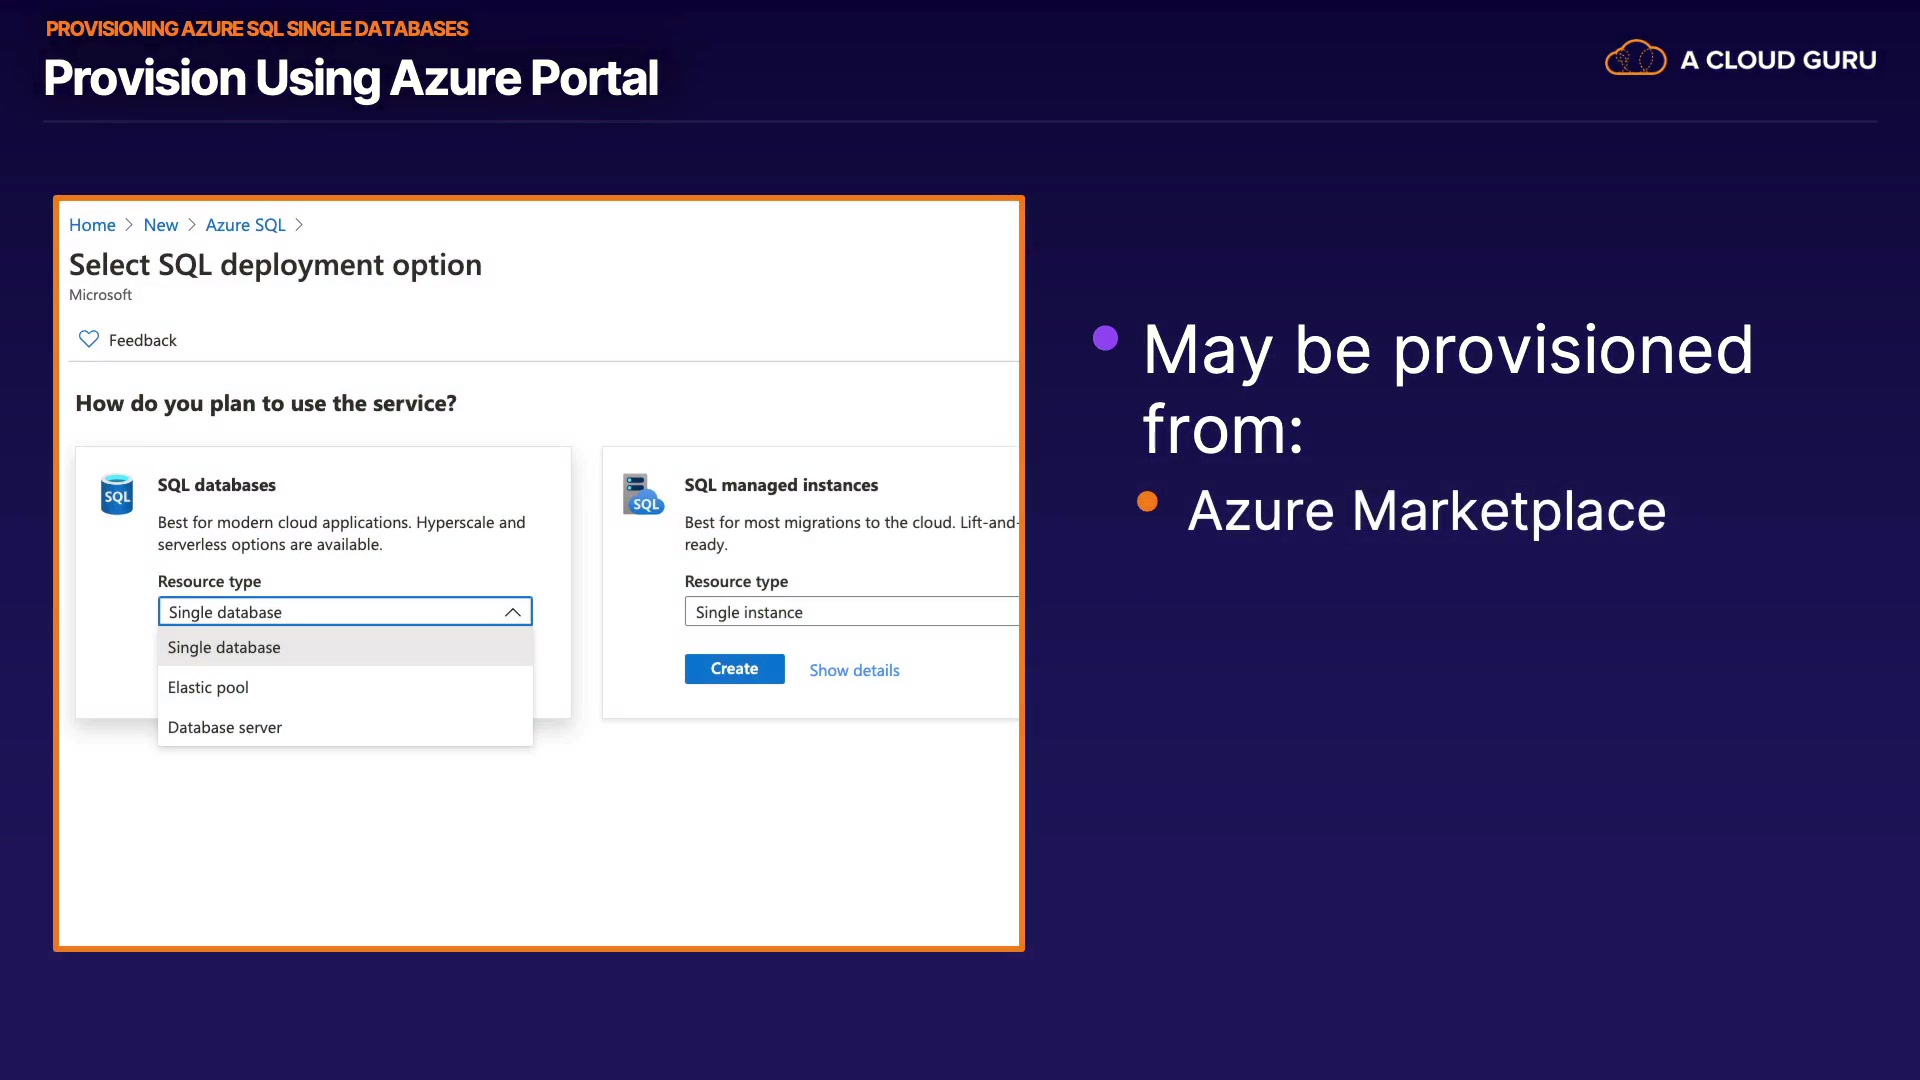 PROVISIONING AZURE SQL SINGLE DATABASES
Provision Using Azure Portal
A CLOUD GURU
Home > New > Azure SQL >
Select SQL deployment option
Microsoft
Feedback
How do you plan to use the service?
SQL
SQL databases
Best for modern cloud applications. Hyperscale and
serverless options are available.
Resource type
Single database
Single database
Elastic pool
Database server
SQL
SQL managed instances
Best for most migrations to the cloud. Lift-and-
ready.
Resource type
Single instance
Create
Show details
May be provisioned
from:
Azure Marketplace